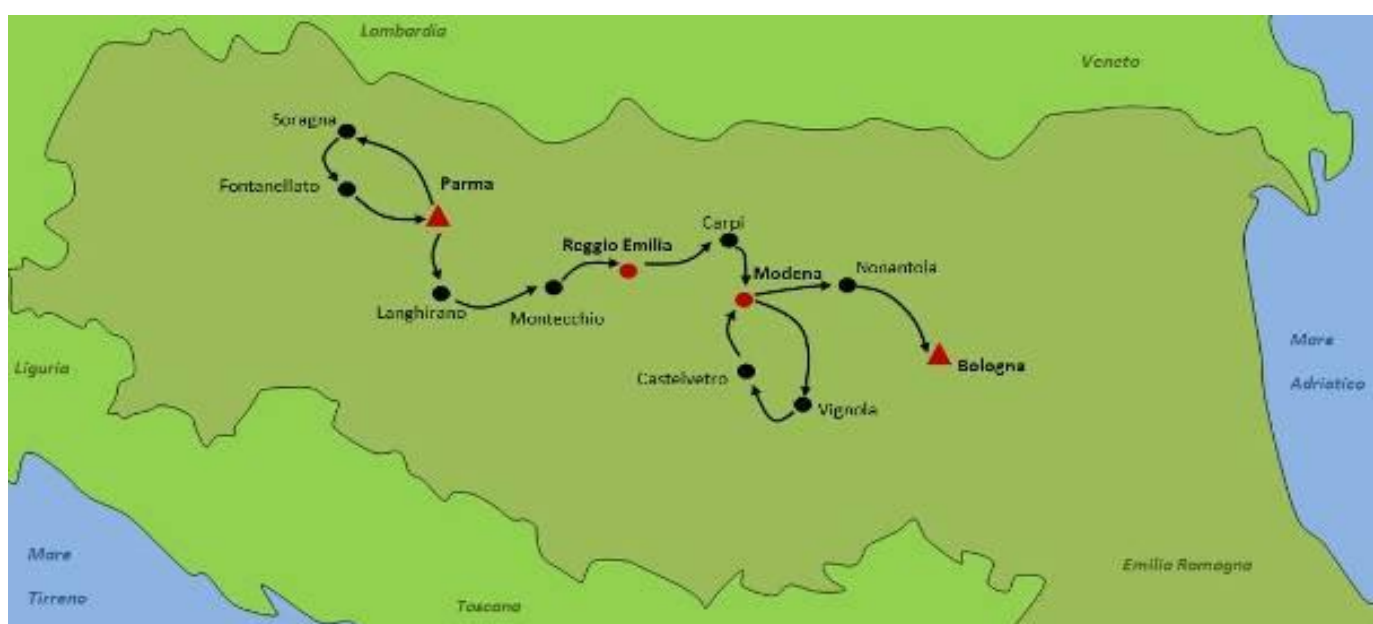 Lombardia
Veneto
Soragna
Fontanellato
Parma
Carpi
Reggio Emilia
Modena
Nonantola
Langhirano
Montecchio
Mare
Adriatico
Liguria
Castelvetro
Bologna
Vignola
Mare
Tirreno
Toscana
Emilia Romagna